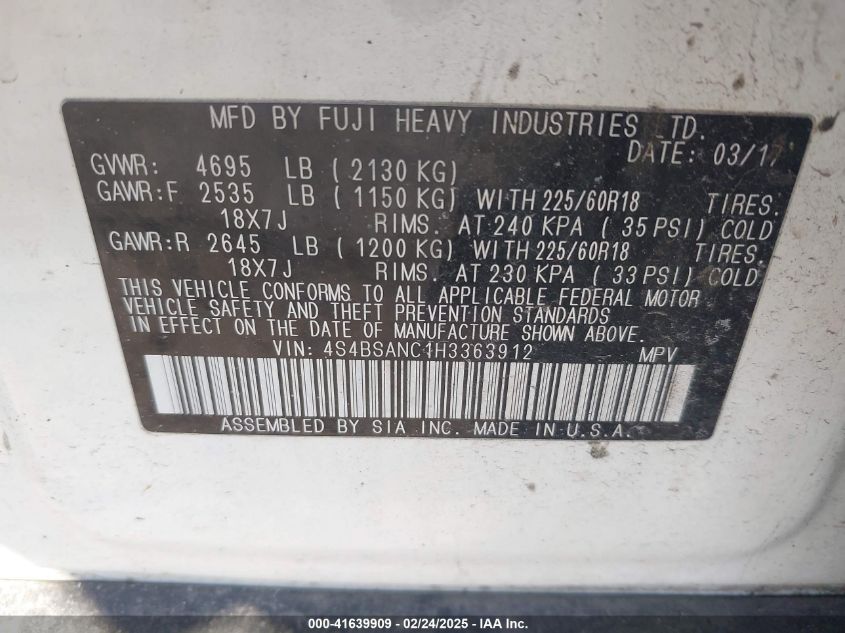 MFD BY FUJI HEAVY INDUSTRIES LTD.
DATE: 03/17
GVWR: 4695 LB ( 2130 KG)
GAWR:F 2535 LB ( 1150 KG) WITH 225/60R18 TIRES.
18X7J RIMS. AT 240 KPA ( 35 PSI) COLD
GAWR:R 2645 LB ( 1200 KG) WITH 225/60R18 TIRES.
18X7J RIMS. AT 230 KPA ( 33 PSI) COLD
THIS VEHICLE CONFORMS TO ALL APPLICABLE FEDERAL MOTOR
VEHICLE SAFETY AND THEFT PREVENTION STANDARDS
IN EFFECT ON THE DATE OF MANUFACTURE SHOWN ABOVE.
VIN: 4S4BSANC1H3363912 MPV
ASSEMBLED BY SIA INC. MADE IN U.S.A.
000-41639909 - 02/24/2025 - IAAI.COM